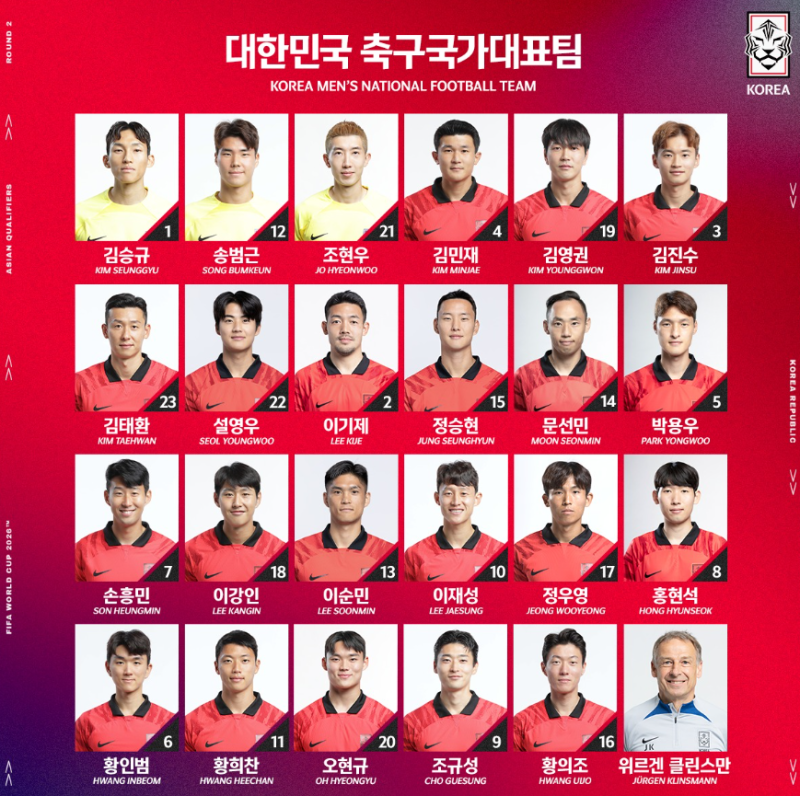 대한민국 축구국가대표팀
KOREA MEN'S NATIONAL FOOTBALL TEAM
KOREA
ROUND 2
ASIAN QUALIFIERS
FIFA WORLD CUP 2026™
KOREA REPUBLIC
1 12 21 4 19 3
김승규 송범근 조현우 김민재 김영권 김진수
KIM SEUNGGYU SONG BUMKEUN JO HYEONWOO KIM MINJAE KIM YOUNGGWON KIM JINSU
23 22 2 15 14 5
김태환 설영우 이기제 정승현 문선민 박용우
KIM TAEHWAN SEOL YOUNGWOO LEE KIJE JUNG SEUNGHYUN MOON SEONMIN PARK YONGWOO
7 18 13 10 17 8
손흥민 이강인 이순민 이재성 정우영 홍현석
SON HEUNGMIN LEE KANGIN LEE SOONMIN LEE JAESUNG JEONG WOOYEONG HONG HYUNSEOK
JK
6 11 20 9 16
황인범 황희찬 오현규 조규성 황의조 위르겐 클린스만
HWANG INBEOM HWANG HEECHAN OH HYEONGYU CHO GUESUNG HWANG UIJO JÜRGEN KLINSMANN